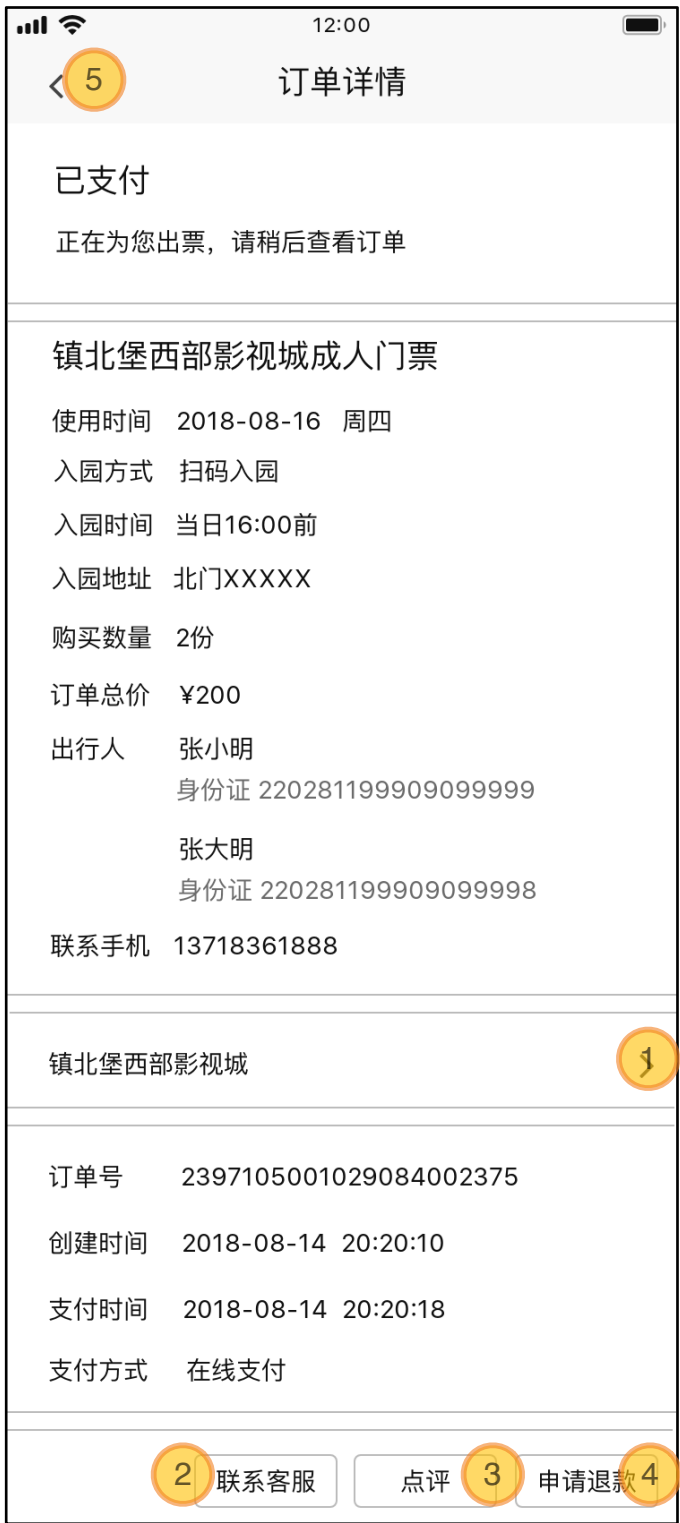 12:00
5
订单详情
已支付
正在为您出票，请稍后查看订单
镇北堡西部影视城成人门票
使用时间 2018-08-16 周四
入园方式 扫码入园
入园时间 当日16:00前
入园地址 北门XXXXX
购买数量 2份
订单总价 ¥200
出行人 张小明
身份证 220281199909099999
张大明
身份证 220281199909099998
联系手机 13718361888
镇北堡西部影视城 1
订单号 2397105001029084002375
创建时间 2018-08-14 20:20:10
支付时间 2018-08-14 20:20:18
支付方式 在线支付
2 联系客服 点评 3 申请退款 4